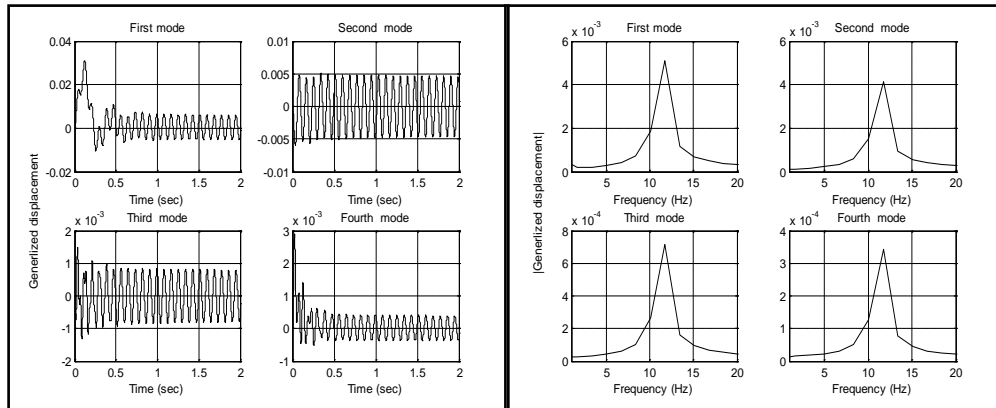 First mode
0.04
0.02
0
-0.02
0 0.5 1 1.5 2
Time (sec)
Second mode
0.01
0.005
0
-0.005
-0.01
0 0.5 1 1.5 2
Time (sec)
Third mode
x 10-3
2
1
0
-1
-2
0 0.5 1 1.5 2
Time (sec)
Fourth mode
x 10-3
3
2
1
0
-1
0 0.5 1 1.5 2
Time (sec)
Generlized displacement
First mode
x 10-3
6
4
2
0
5 10 15 20
Frequency (Hz)
Second mode
x 10-3
6
4
2
0
5 10 15 20
Frequency (Hz)
Third mode
x 10-4
8
6
4
2
0
5 10 15 20
Frequency (Hz)
Fourth mode
x 10-4
4
3
2
1
0
5 10 15 20
Frequency (Hz)
|Generlized displacement|